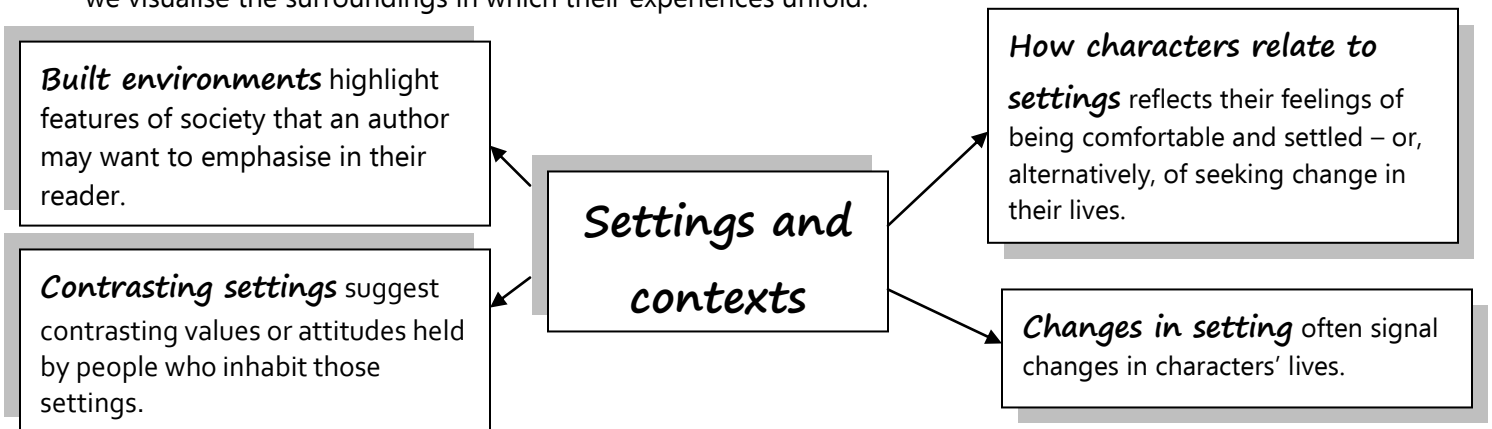 we visualise the surroundings in which their experiences unfold.
Built environments highlight
features of society that an author
may want to emphasise in their
reader.
Contrasting settings suggest
contrasting values or attitudes held
by people who inhabit those
settings.
Settings and
contexts
How characters relate to
settings reflects their feelings of
being comfortable and settled – or,
alternatively, of seeking change in
their lives.
Changes in setting often signal
changes in characters’ lives.